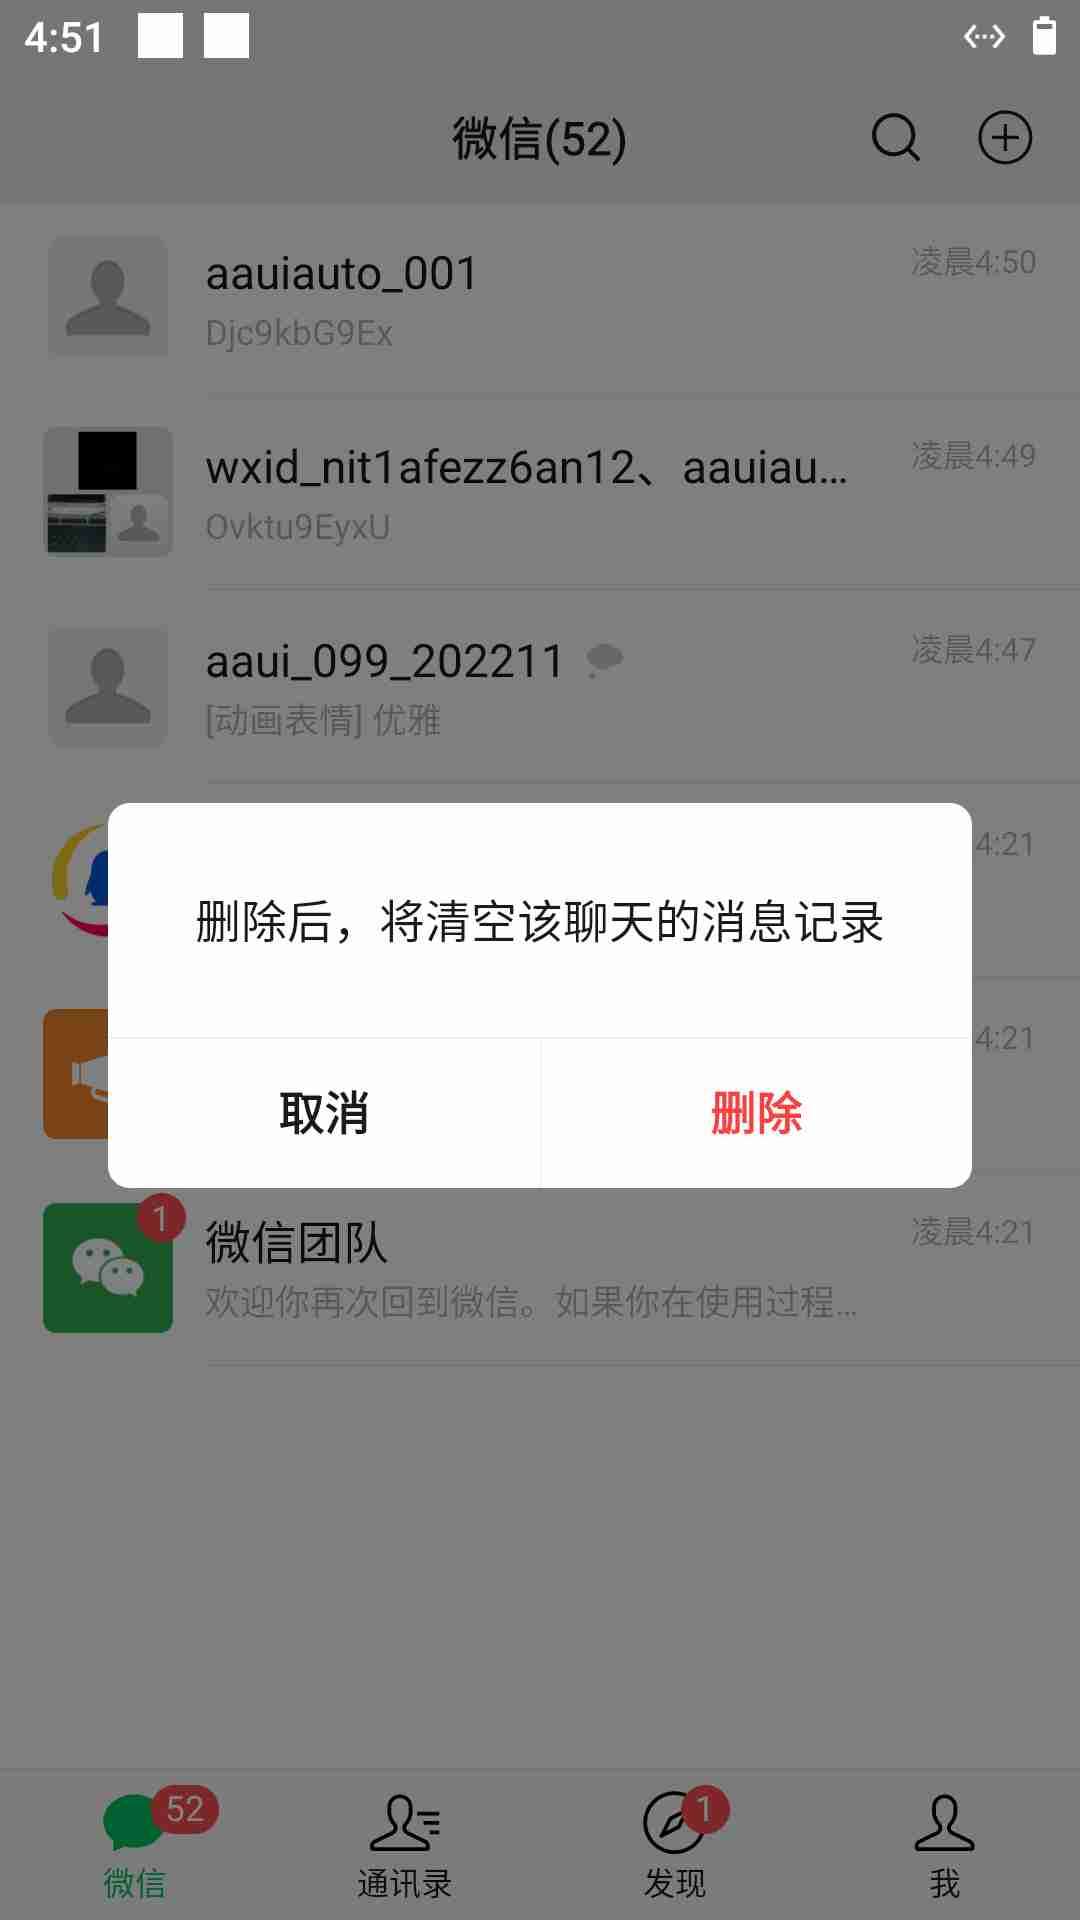 4:51
微信(52)
aauiauto_001
凌晨4:50
Djc9kbG9Ex
wxid_nit1afezz6an12、aauiau...
凌晨4:49
Ovktu9EyxU
aaui_099_202211
凌晨4:47
[动画表情] 优雅
4:21
删除后，将清空该聊天的消息记录
4:21
取消
删除
1
微信团队
凌晨4:21
欢迎你再次回到微信。如果你在使用过程...
52
1
微信
通讯录
发现
我